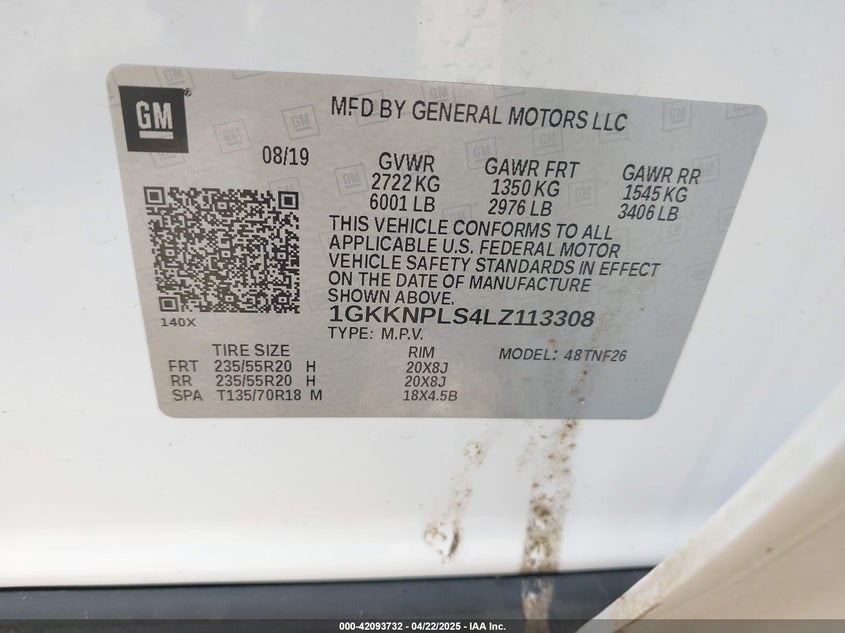 GM
MFD BY GENERAL MOTORS LLC
08/19
GVWR
2722 KG
6001 LB
GAWR FRT
1350 KG
2976 LB
GAWR RR
1545 KG
3406 LB
THIS VEHICLE CONFORMS TO ALL
APPLICABLE U.S. FEDERAL MOTOR
VEHICLE SAFETY STANDARDS IN EFFECT
ON THE DATE OF MANUFACTURE
SHOWN ABOVE.
140X
1GKKNPLS4LZ113308
TYPE: M.P.V.
MODEL: 48TNF26
TIRE SIZE RIM
FRT 235/55R20 H 20X8J
RR 235/55R20 H 20X8J
SPA T135/70R18 M 18X4.5B
000-42093732 - 04/22/2025 - IAA Inc.